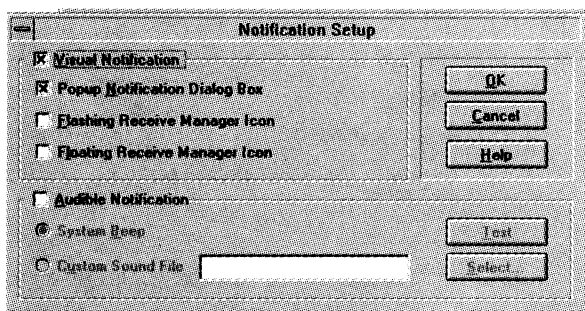 Notification Setup
Visual Notification
Popup Notification Dialog Box
Flashing Receive Manager Icon
Floating Receive Manager Icon
OK
Cancel
Help
Audible Notification
System Beep
Test
Custom Sound File
Select...